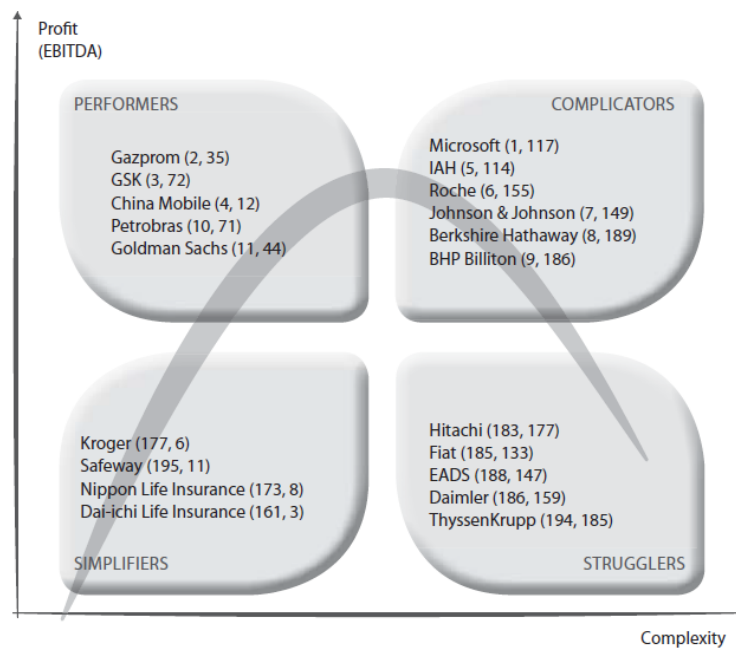 Profit
(EBITDA)
PERFORMERS
Gazprom (2, 35)
GSK (3, 72)
China Mobile (4, 12)
Petrobras (10, 71)
Goldman Sachs (11, 44)
COMPLICATORS
Microsoft (1, 117)
IAH (5, 114)
Roche (6, 155)
Johnson & Johnson (7, 149)
Berkshire Hathaway (8, 189)
BHP Billiton (9, 186)
Kroger (177, 6)
Safeway (195, 11)
Nippon Life Insurance (173, 8)
Dai-ichi Life Insurance (161, 3)
SIMPLIFIERS
Hitachi (183, 177)
Fiat (185, 133)
EADS (188, 147)
Daimler (186, 159)
ThyssenKrupp (194, 185)
STRUGGLERS
Complexity